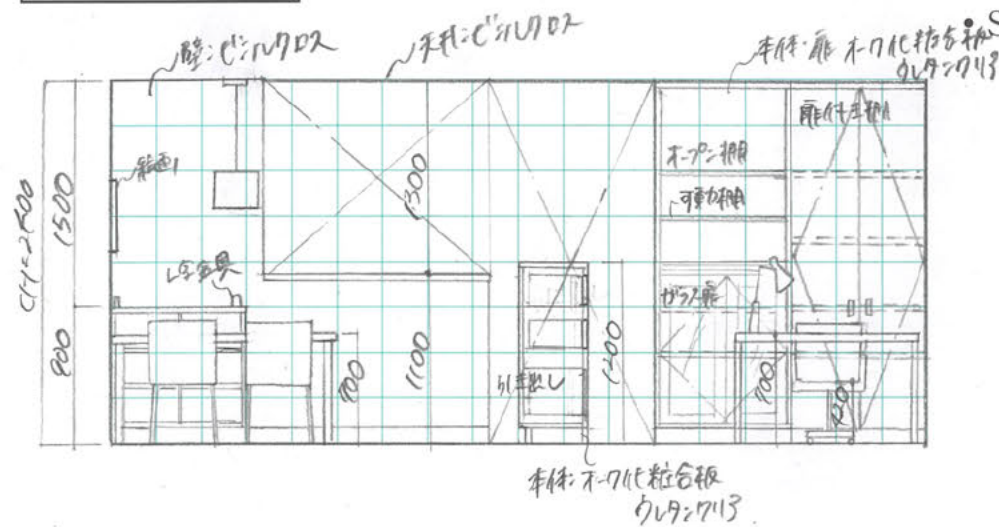 壁:ビニルクロス
天井:ビニルクロス
本体・扉 オーク化粧合板
ウレタンクリア
扉付き棚
絵画
オープン棚
可動棚
L字金具
ガラス扉
引き出し
CH=2400
1500
900
1300
700
1100
1200
700
420
本体:オーク化粧合板
ウレタンクリア